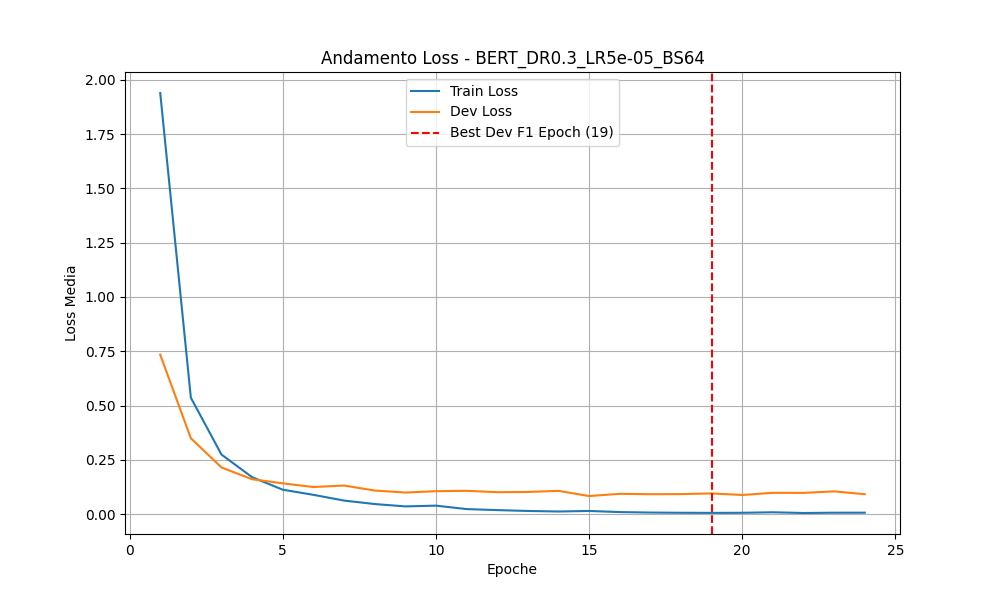 Andamento Loss - BERT_DR0.3_LR5e-05_BS64
Train Loss
Dev Loss
Best Dev F1 Epoch (19)
2.00
1.75
1.50
1.25
1.00
0.75
0.50
0.25
0.00
Loss Media
0 5 10 15 20 25
Epoche